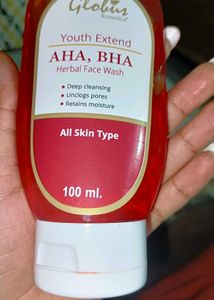 Globus
Remedies
Youth Extend
AHA, BHA
Herbal Face Wash
• Deep cleansing
• Unclogs pores
• Retains moisture
All Skin Type
100 ml.